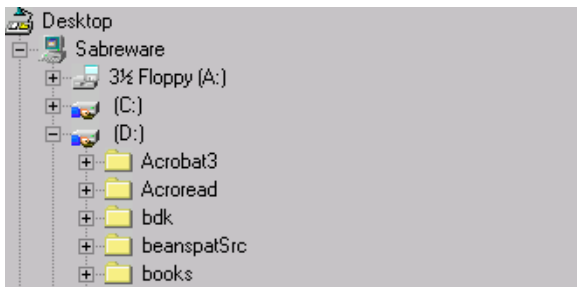 Desktop
Sabreware
3½ Floppy (A:)
(C:)
(D:)
Acrobat3
Acroread
bdk
beanspatSrc
books